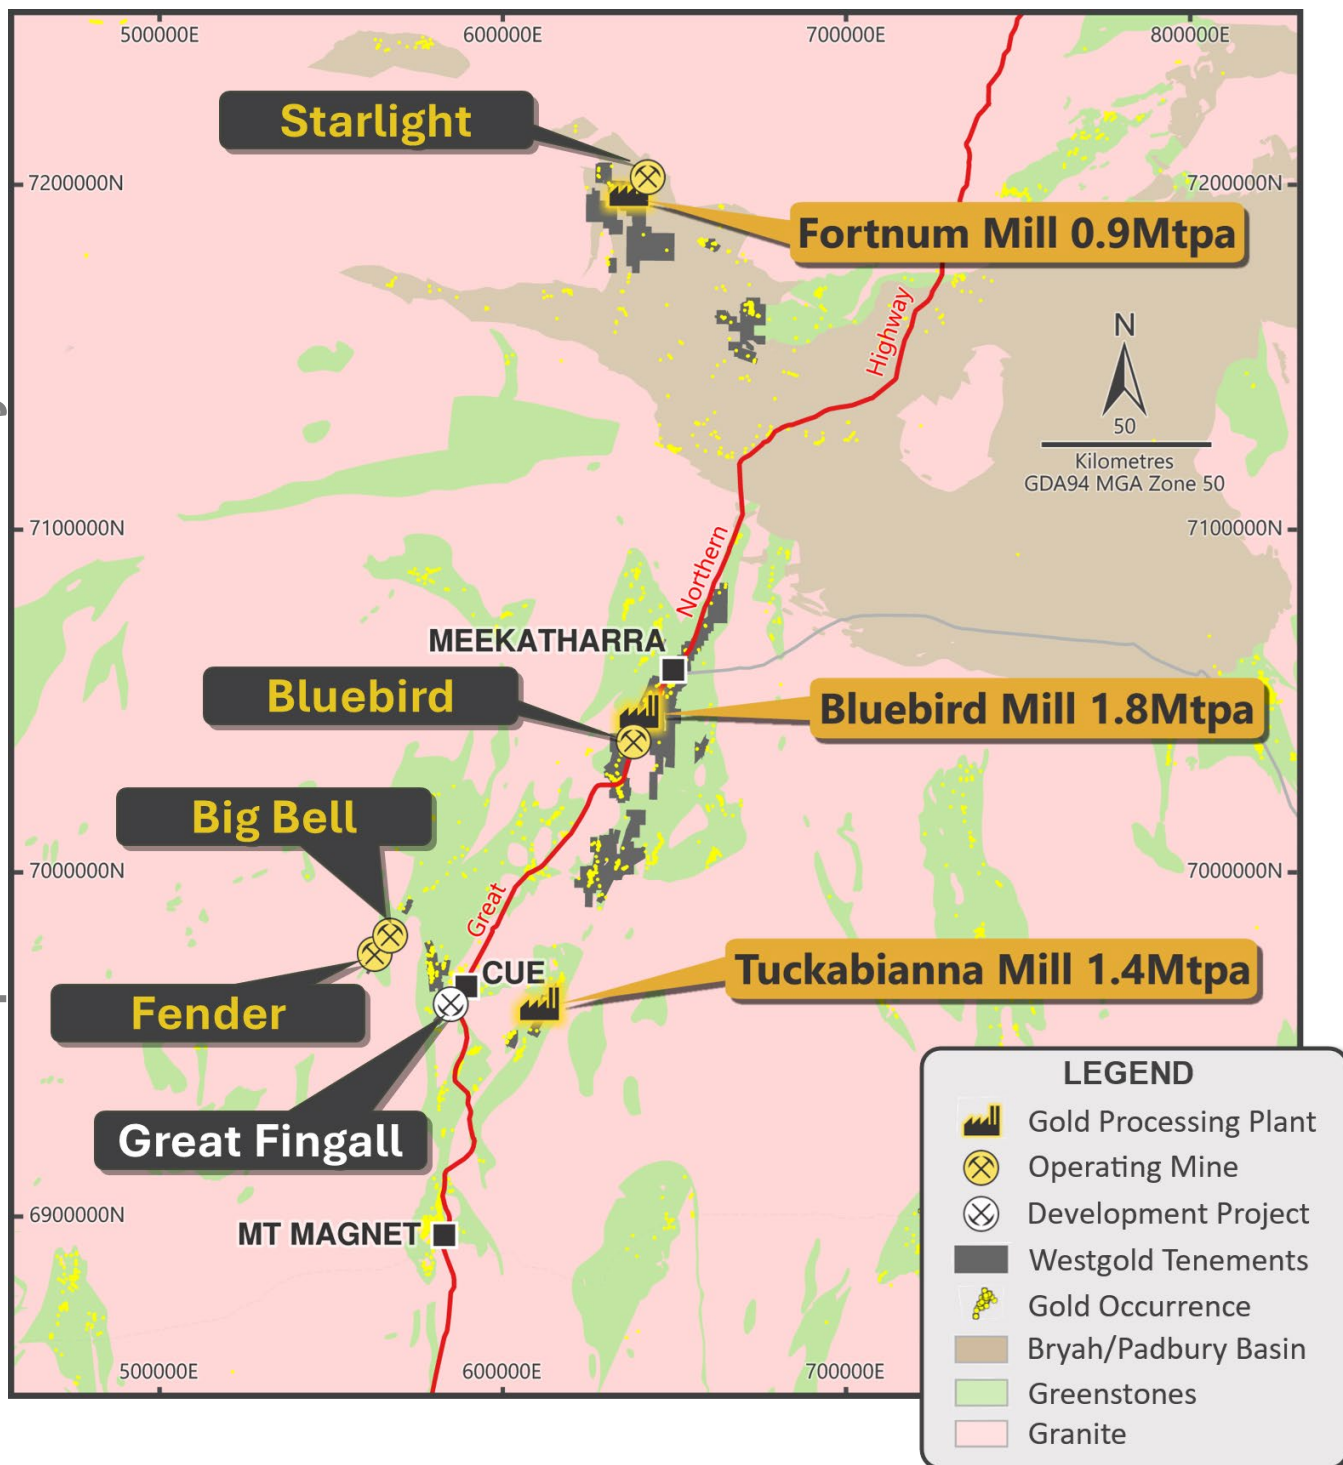 500000E
600000E
700000E
800000E
Starlight
7200000N
7200000N
Fortnum Mill 0.9Mtpa
Highway
N
50
Kilometres
GDA94 MGA Zone 50
7100000N
7100000N
Northern
MEEKATHARRA
Bluebird
Bluebird Mill 1.8Mtpa
Big Bell
7000000N
7000000N
Great
CUE
Tuckabianna Mill 1.4Mtpa
Fender
Great Fingall
6900000N
MT MAGNET
500000E
600000E
700000E
LEGEND
Gold Processing Plant
Operating Mine
Development Project
Westgold Tenements
Gold Occurrence
Bryah/Padbury Basin
Greenstones
Granite